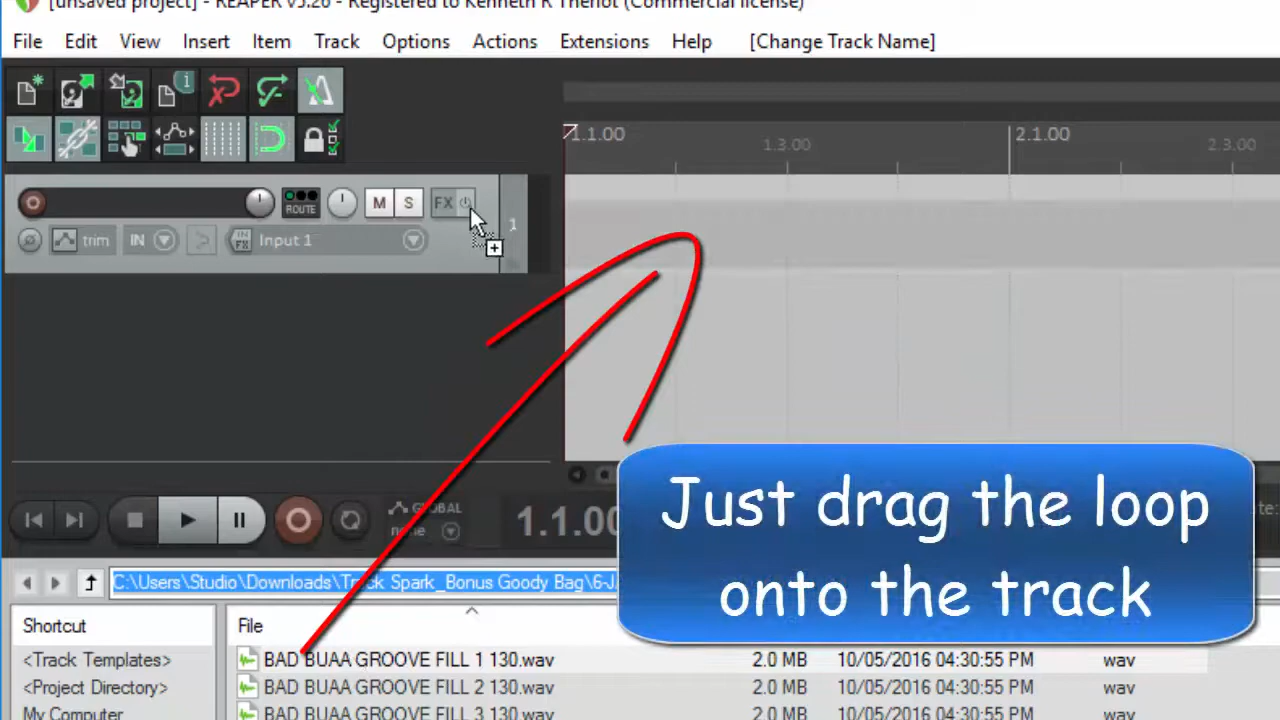 [unsaved project] - REAPER v5.26 - Registered to Kenneth R Theriot (Commercial license)
File Edit View Insert Item Track Options Actions Extensions Help [Change Track Name]
1.1.00 1.3.00 2.1.00 2.3.00
ROUTE M S FX
1
trim IN IN FX Input 1
GLOBAL
none
1.1.00
Just drag the loop
onto the track
C:\Users\Studio\Downloads\Track Spark_Bonus Goody Bag\6-J
Shortcut File
<Track Templates> BAD BUAA GROOVE FILL 1 130.wav 2.0 MB 10/05/2016 04:30:55 PM wav
<Project Directory> BAD BUAA GROOVE FILL 2 130.wav 2.0 MB 10/05/2016 04:30:55 PM wav
My Computer BAD BUAA GROOVE FILL 3 130.wav 2.0 MB 10/05/2016 04:30:55 PM wav